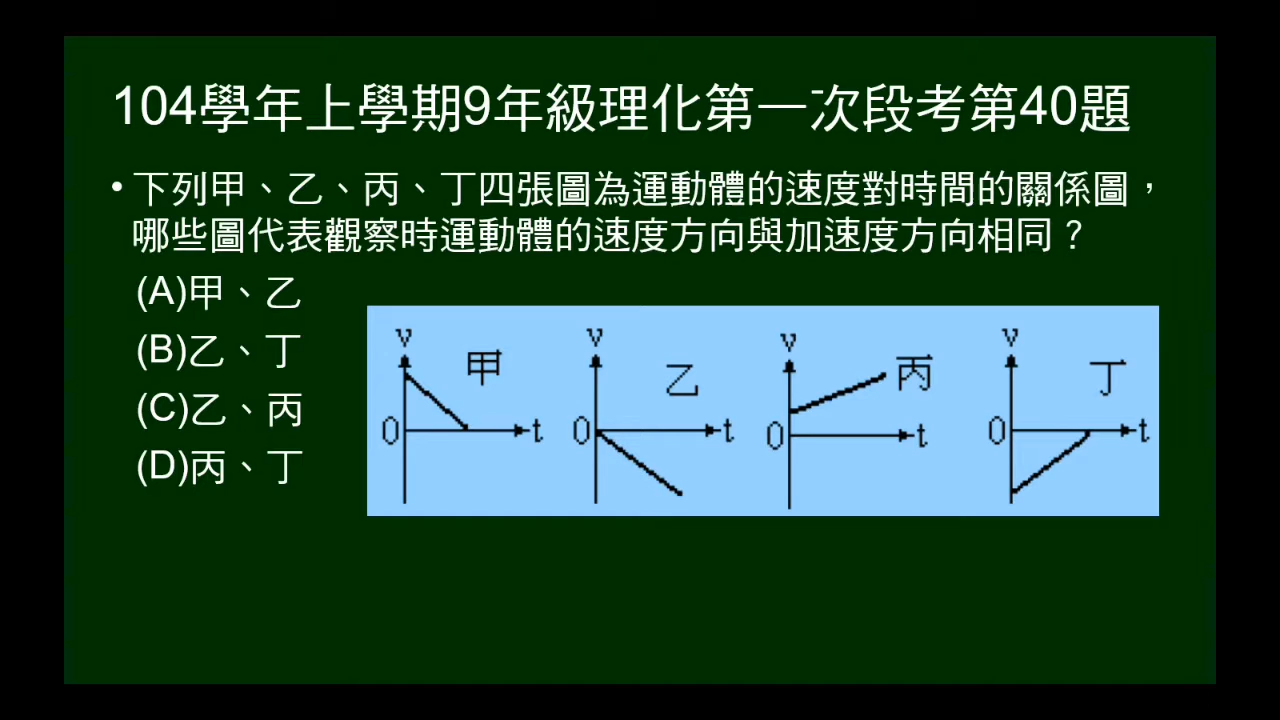 104學年上學期9年級理化第一次段考第40題
• 下列甲、乙、丙、丁四張圖為運動體的速度對時間的關係圖，
哪些圖代表觀察時運動體的速度方向與加速度方向相同？
(A)甲、乙
(B)乙、丁
(C)乙、丙
(D)丙、丁
v 甲 0 t
v 乙 0 t
v 丙 0 t
v 丁 0 t